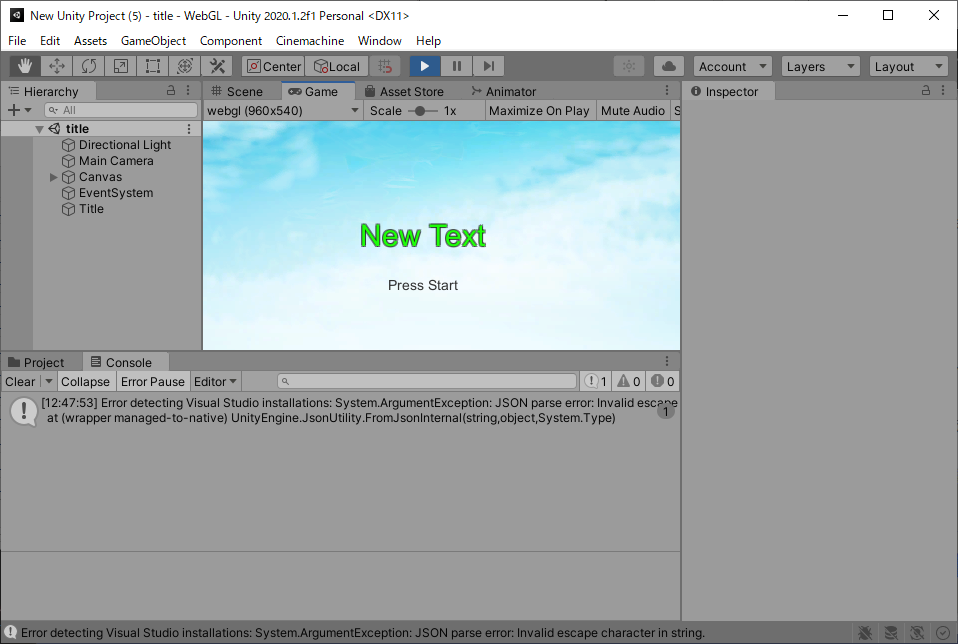 New Unity Project (5) - title - WebGL - Unity 2020.1.2f1 Personal <DX11>
File Edit Assets GameObject Component Cinemachine Window Help
Center Local Account Layers Layout
Hierarchy Scene Game Asset Store Animator Inspector
All webgl (960x540) Scale 1x Maximize On Play Mute Audio S
title
Directional Light
Main Camera
Canvas
EventSystem
Title
New Text
Press Start
Project Console
Clear Collapse Error Pause Editor 1 0 0
[12:47:53] Error detecting Visual Studio installations: System.ArgumentException: JSON parse error: Invalid escape
at (wrapper managed-to-native) UnityEngine.JsonUtility.FromJsonInternal(string,object,System.Type) 1
Error detecting Visual Studio installations: System.ArgumentException: JSON parse error: Invalid escape character in string.